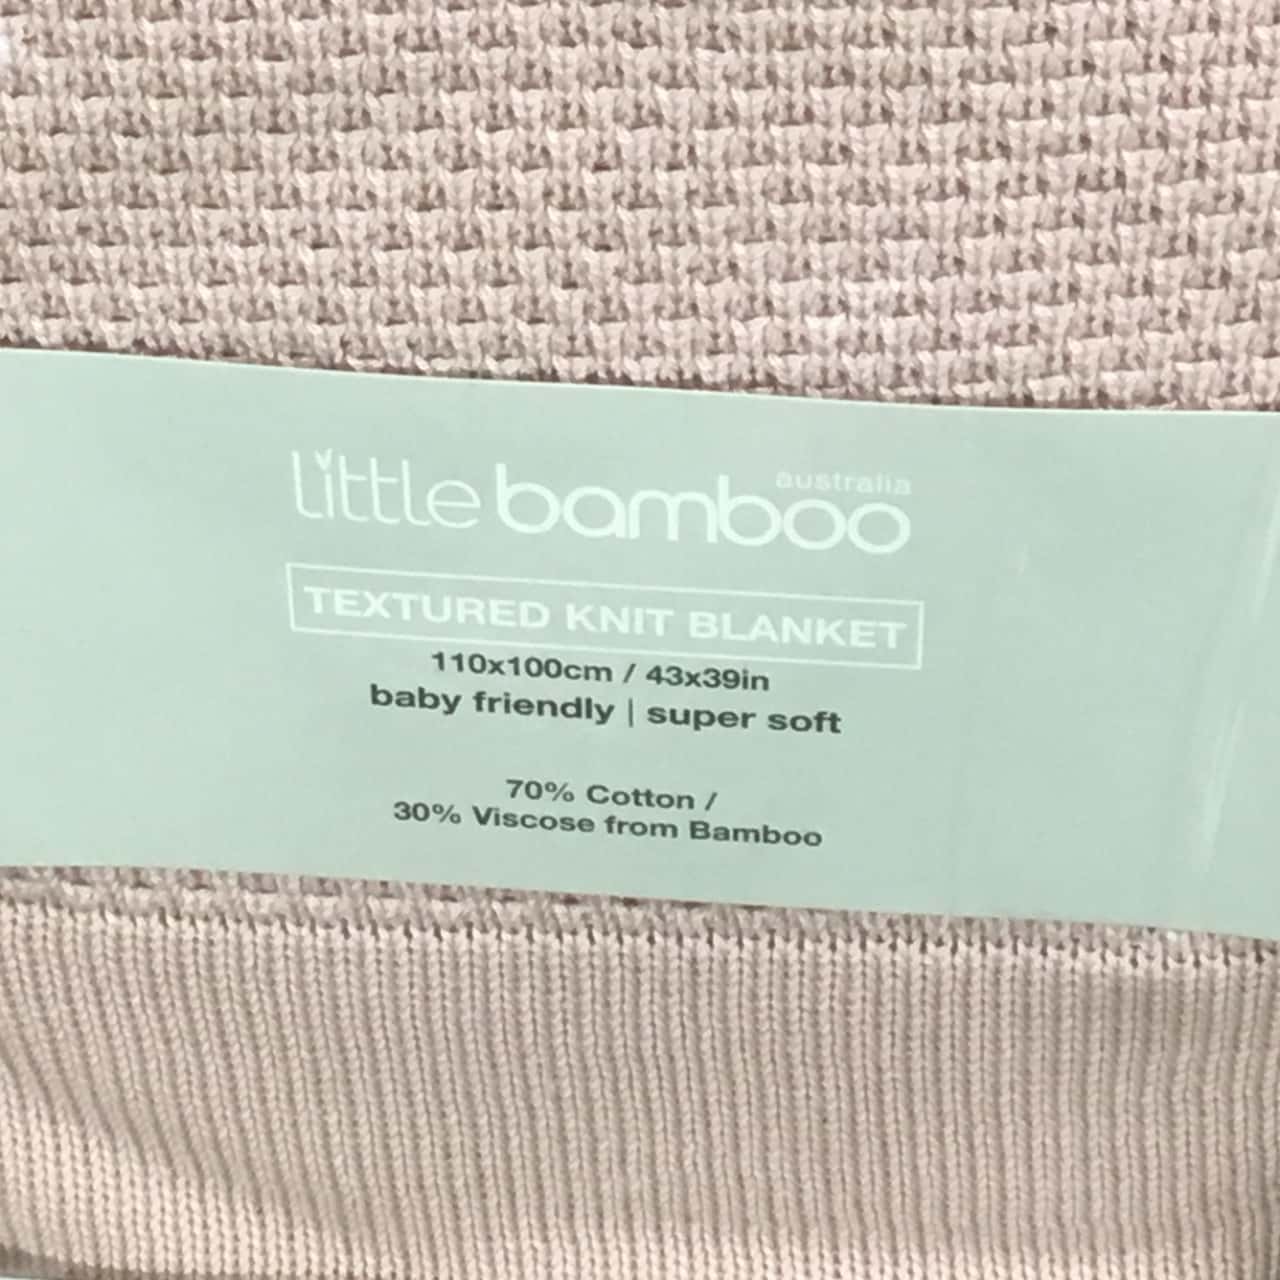 little bamboo australia
TEXTURED KNIT BLANKET
110x100cm / 43x39in
baby friendly | super soft
70% Cotton /
30% Viscose from Bamboo